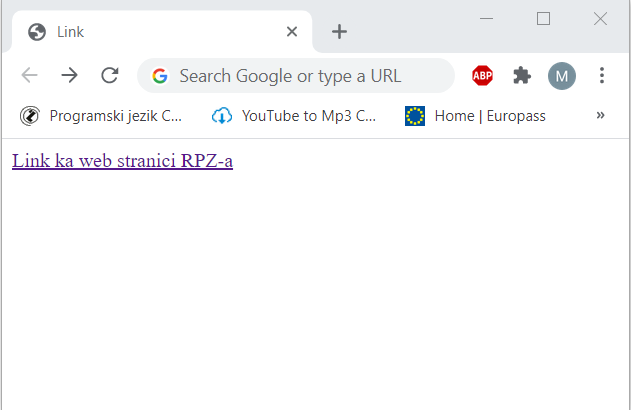 Link
Search Google or type a URL
ABP
M
Programski jezik C... YouTube to Mp3 C... Home | Europass »
Link ka web stranici RPZ-a